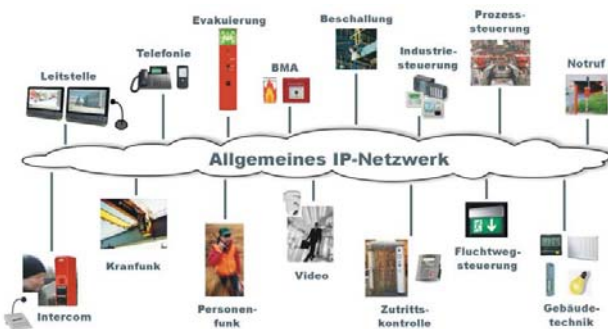 Leitstelle
Telefonie
Evakuierung
BMA
Beschallung
Industrie-
steuerung
Prozess-
steuerung
Notruf
Allgemeines IP-Netzwerk
Intercom
Kranfunk
Personen-
funk
Video
Zutritts-
kontrolle
Fluchtweg-
steuerung
Gebäude-
technik